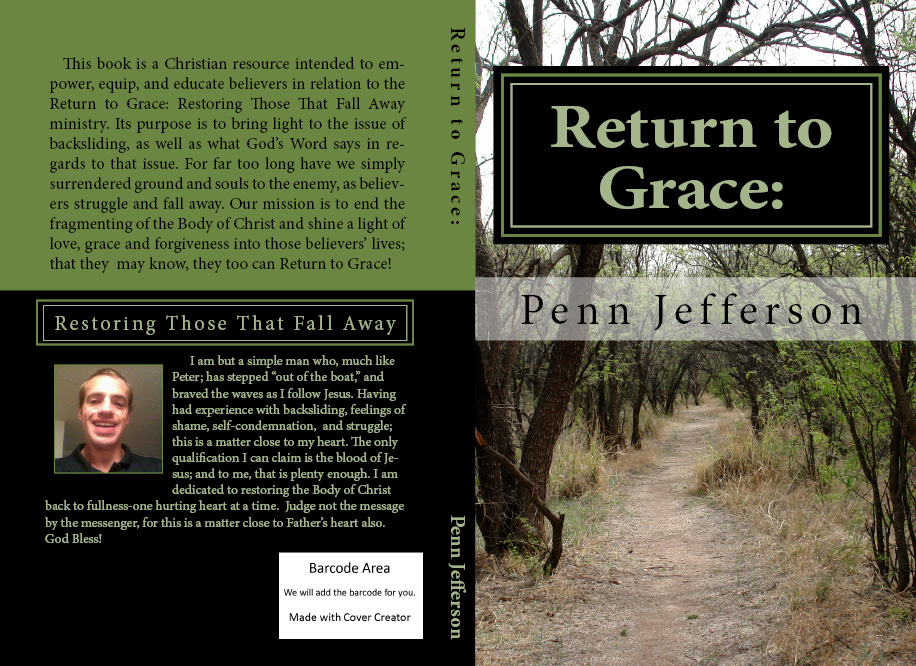 This book is a Christian resource intended to em-
power, equip, and educate believers in relation to the
Return to Grace: Restoring Those That Fall Away
ministry. Its purpose is to bring light to the issue of
backsliding, as well as what God's Word says in re-
gards to that issue. For far too long have we simply
surrendered ground and souls to the enemy, as believ-
ers struggle and fall away. Our mission is to end the
fragmenting of the Body of Christ and shine a light of
love, grace and forgiveness into those believers' lives;
that they  may know, they too can Return to Grace!
Restoring Those That Fall Away
I am but a simple man who, much like
Peter; has stepped “out of the boat,” and
braved the waves as I follow Jesus. Having
had experience with backsliding, feelings of
shame, self-condemnation,  and struggle;
this is a matter close to my heart. The only
qualification I can claim is the blood of Je-
sus; and to me, that is plenty enough. I am
dedicated to restoring the Body of Christ
back to fullness-one hurting heart at a time.  Judge not the message
by the messenger, for this is a matter close to Father's heart also.
God Bless!
Barcode Area
We will add the barcode for you.
Made with Cover Creator
Return to Grace:
Penn Jefferson
Return to
Grace:
Penn Jefferson